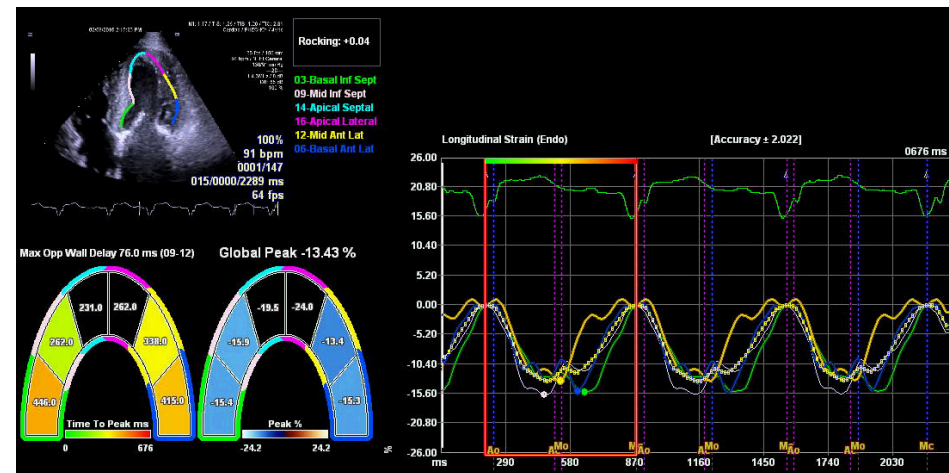 Rocking: +0.04
03-Basal Inf Sept
09-Mid Inf Sept
14-Apical Septal
16-Apical Lateral
12-Mid Ant Lat
06-Basal Ant Lat
100%
91 bpm
0001/147
015/0000/2289 ms
64 fps
Longitudinal Strain (Endo) [Accuracy ± 2.022]
0676 ms
26.00
20.80
15.60
10.40
5.20
0.00
-5.20
-10.40
-15.60
-20.80
-26.00
%
ms 290 580 870 1160 1450 1740 2030
Ao Mo Ao Mo Ao Mo Mc
Max Opp Wall Delay 76.0 ms (09-12)
231.0 262.0
262.0 338.0
446.0 415.0
Time To Peak ms
0 676
Global Peak -13.43 %
-19.5 -24.0
-15.9 -13.4
-15.4 -15.3
Peak %
-24.2 24.2